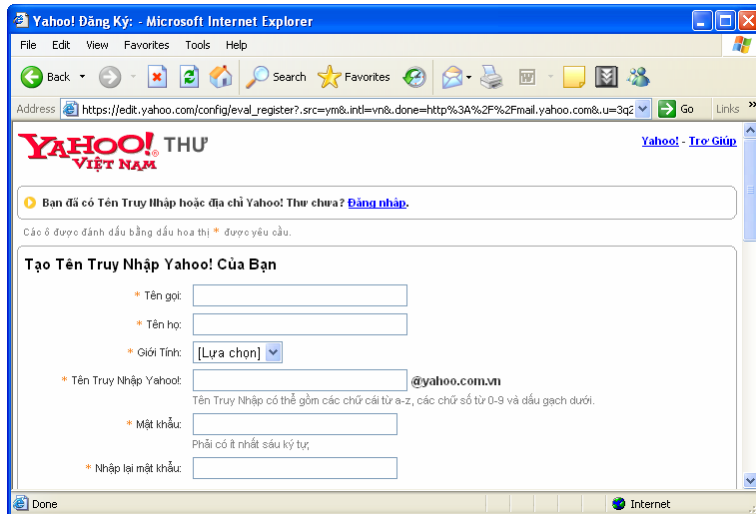 Yahoo! Đăng Ký: - Microsoft Internet Explorer
File Edit View Favorites Tools Help
Back Search Favorites
Address https://edit.yahoo.com/config/eval_register?.src=ym&.intl=vn&.done=http%3A%2F%2Fmail.yahoo.com&.u=3q2 Go Links »
YAHOO! THƯ
VIỆT NAM
Yahoo! - Trợ Giúp
Bạn đã có Tên Truy Nhập hoặc địa chỉ Yahoo! Thư chưa? Đăng nhập.
Các ô được đánh dấu bằng dấu hoa thị * được yêu cầu.
Tạo Tên Truy Nhập Yahoo! Của Bạn
* Tên gọi:
* Tên họ:
* Giới Tính: [Lựa chọn]
* Tên Truy Nhập Yahoo!: @yahoo.com.vn
Tên Truy Nhập có thể gồm các chữ cái từ a-z, các chữ số từ 0-9 và dấu gạch dưới.
* Mật khẩu:
Phải có ít nhất sáu ký tự;
* Nhập lại mật khẩu:
Done Internet